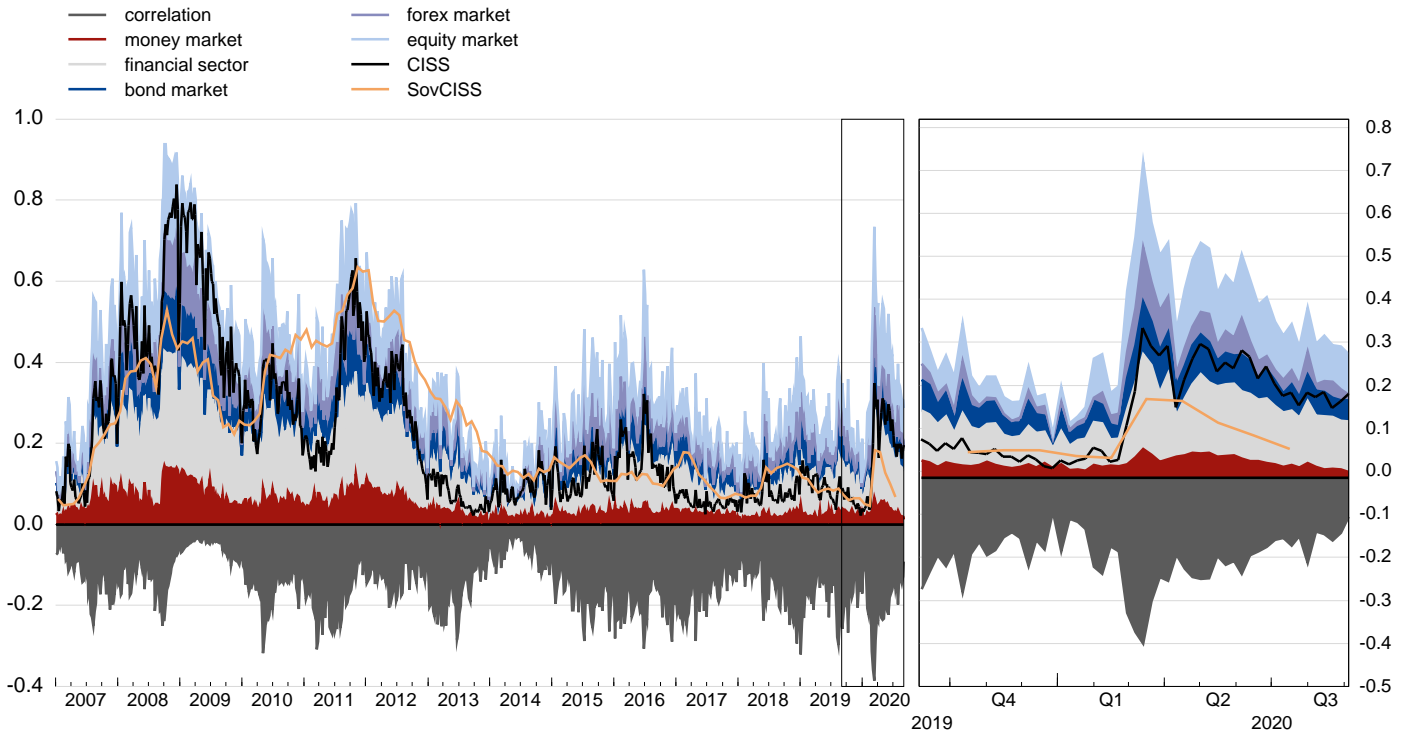 correlation
money market
financial sector
bond market
forex market
equity market
CISS
SovCISS
1.0
0.8
0.6
0.4
0.2
0.0
-0.2
-0.4
2007 2008 2009 2010 2011 2012 2013 2014 2015 2016 2017 2018 2019 2020
0.8
0.7
0.6
0.5
0.4
0.3
0.2
0.1
0.0
-0.1
-0.2
-0.3
-0.4
-0.5
Q4 Q1 Q2 Q3
2019 2020